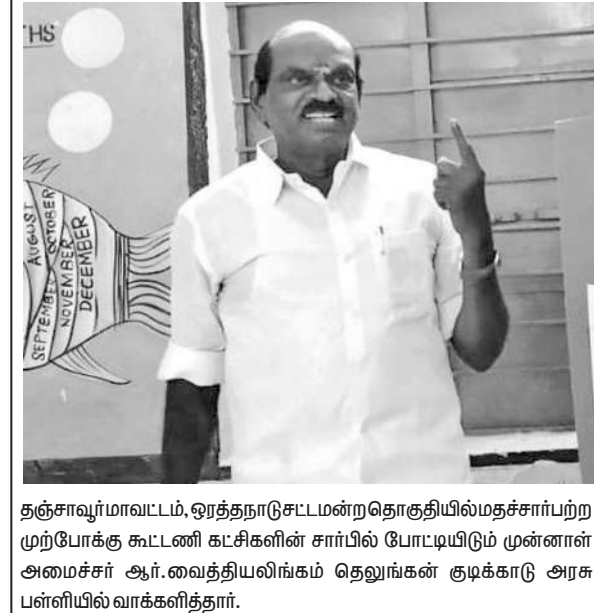 THS
AUGUST
SEPTEMBER
OCTOBER
NOVEMBER
DECEMBER
தஞ்சாவூர்மாவட்டம்,ஒரத்தநாடுசட்டமன்றதொகுதியில்மதச்சார்பற்ற
முற்போக்கு கூட்டணி கட்சிகளின் சார்பில் போட்டியிடும் முன்னாள்
அமைச்சர் ஆர்.வைத்தியலிங்கம் தெலுங்கன் குடிக்காடு அரசு
பள்ளியில் வாக்களித்தார்.